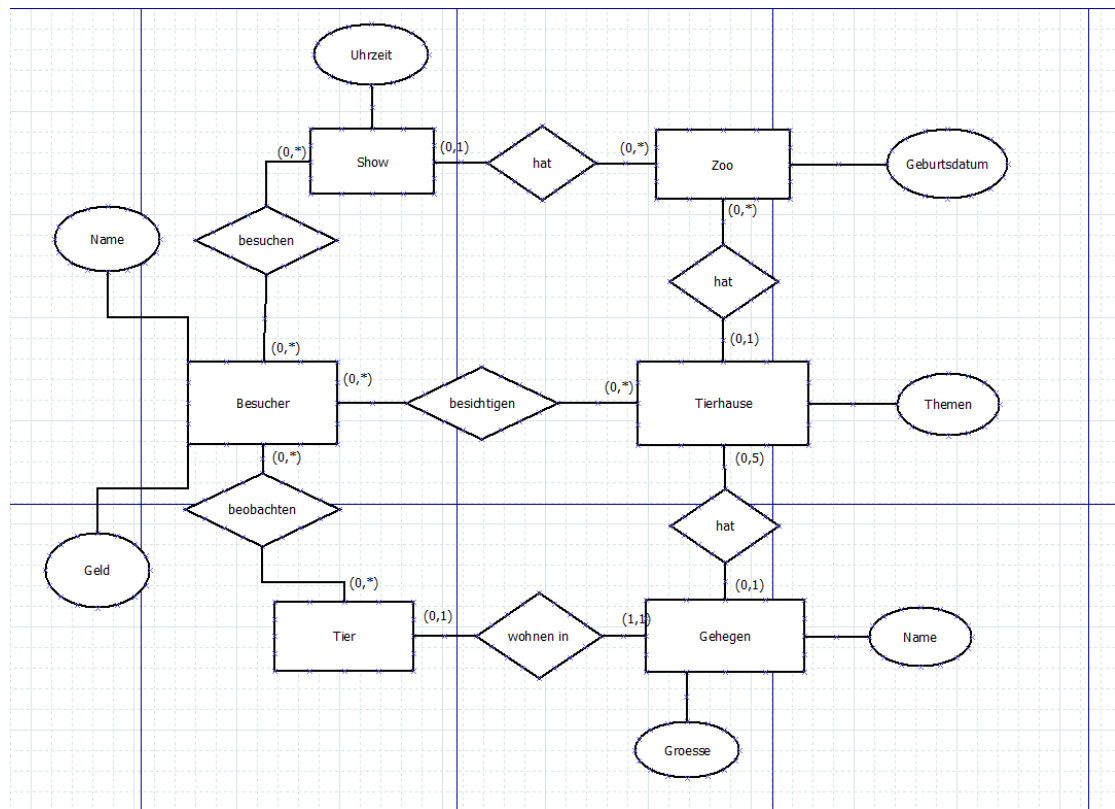 Uhrzeit
(0,*)
Show
(0,1)
hat
(0,*)
Zoo
Geburtsdatum
(0,*)
Name
besuchen
hat
(0,*)
(0,1)
Besucher
(0,*)
besichtigen
(0,*)
Tierhause
Themen
(0,*)
(0,5)
beobachten
hat
Geld
(0,*)
(0,1)
Tier
(0,1)
wohnen in
(1,1)
Gehegen
Name
Groesse